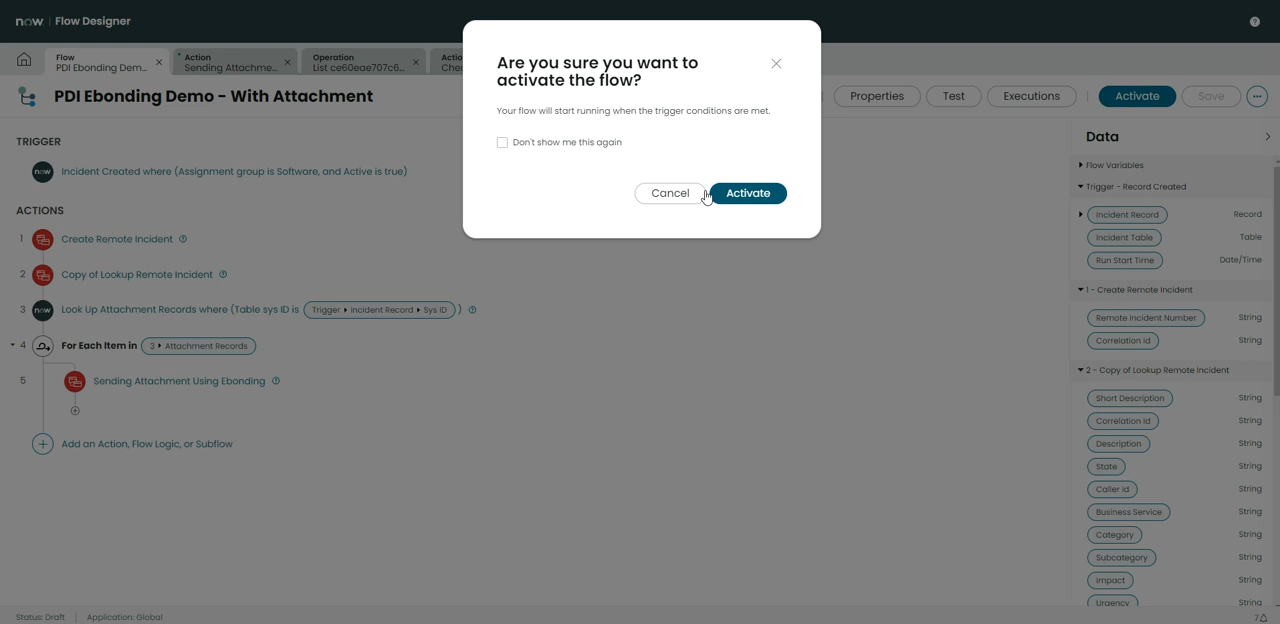 now Flow Designer
Flow
PDI Ebonding Dem...
Action
Sending Attachme...
Operation
List ce60eae707c6...
Actio
Cher
PDI Ebonding Demo - With Attachment
Properties
Test
Executions
Activate
Save
TRIGGER
now Incident Created where (Assignment group is Software, and Active is true)
ACTIONS
1 Create Remote Incident
2 Copy of Lookup Remote Incident
3 now Look Up Attachment Records where (Table sys ID is Trigger Incident Record Sys ID )
4 For Each Item in 3 Attachment Records
5 Sending Attachment Using Ebonding
Add an Action, Flow Logic, or Subflow
Are you sure you want to
activate the flow?
Your flow will start running when the trigger conditions are met.
Don't show me this again
Cancel
Activate
Data
Flow Variables
Trigger - Record Created
Incident Record Record
Incident Table Table
Run Start Time Date/Time
1 - Create Remote Incident
Remote Incident Number String
Correlation id String
2 - Copy of Lookup Remote Incident
Short Description String
Correlation Id String
Description String
State String
Caller id String
Business Service String
Category String
Subcategory String
Impact String
Urgency String
Status: Draft
Application: Global
7